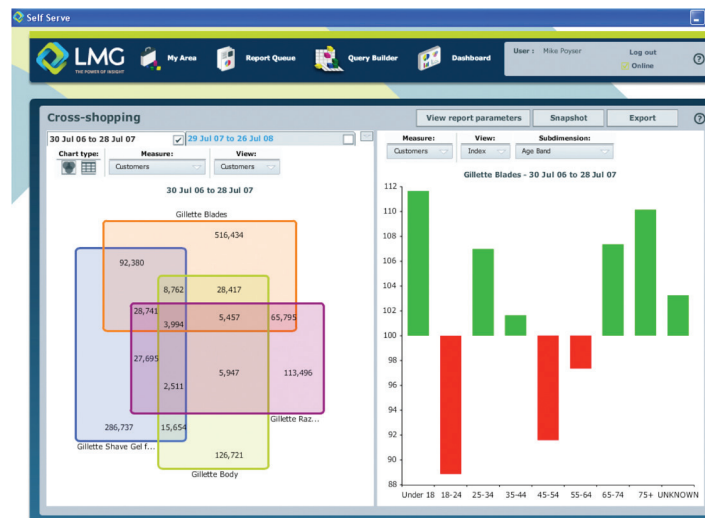 Self Serve
LMG
THE POWER OF INSIGHT
My Area
Report Queue
Query Builder
Dashboard
User : Mike Poyser
Log out
Online
Cross-shopping
View report parameters
Snapshot
Export
30 Jul 06 to 28 Jul 07
29 Jul 07 to 26 Jul 08
Chart type:
Measure:
View:
Customers
Customers
30 Jul 06 to 28 Jul 07
Gillette Blades
516,434
92,380
8,762
28,417
28,741
3,994
5,457
65,795
27,695
2,511
5,947
113,496
286,737
15,654
126,721
Gillette Raz...
Gillette Shave Gel f...
Gillette Body
Measure:
View:
Subdimension:
Customers
Index
Age Band
Gillette Blades - 30 Jul 06 to 28 Jul 07
112
110
108
106
104
102
100
98
96
94
92
90
88
Under 18 18-24 25-34 35-44 45-54 55-64 65-74 75+ UNKNOWN